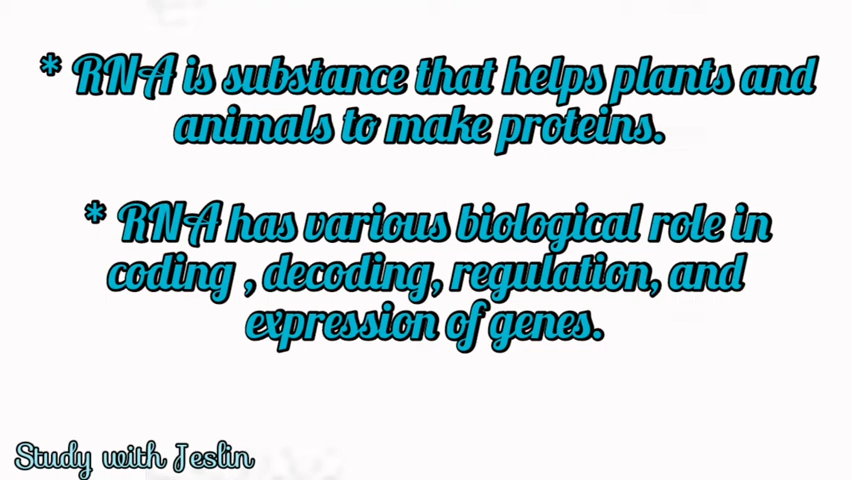 * RNA is substance that helps plants and
animals to make proteins.
* RNA has various biological role in
coding , decoding, regulation, and
expression of genes.
Study with Jeslin